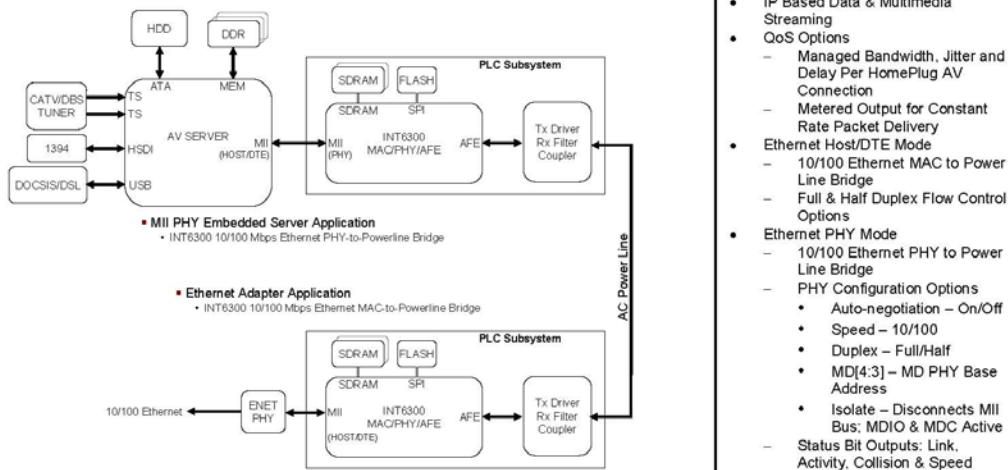 HDD
DDR
ATA
MEM
CATV/DBS
TUNER
TS
TS
AV SERVER
1394
HSDI
DOCSIS/DSL
USB
MII
(HOST/DTE)
PLC Subsystem
SDRAM
FLASH
SDRAM
SPI
MII
(PHY)
INT6300
MAC/PHY/AFE
AFE
Tx Driver
Rx Filter
Coupler
▪ MII PHY Embedded Server Application
• INT6300 10/100 Mbps Ethernet PHY-to-Powerline Bridge
AC Power Line
▪ Ethernet Adapter Application
• INT6300 10/100 Mbps Ethernet MAC-to-Powerline Bridge
PLC Subsystem
SDRAM
FLASH
SDRAM
SPI
10/100 Ethernet
ENET
PHY
MII
(HOST/DTE)
INT6300
MAC/PHY/AFE
AFE
Tx Driver
Rx Filter
Coupler
• IP Based Data & Multimedia
Streaming
• QoS Options
– Managed Bandwidth, Jitter and
Delay Per HomePlug AV
Connection
– Metered Output for Constant
Rate Packet Delivery
• Ethernet Host/DTE Mode
– 10/100 Ethernet MAC to Power
Line Bridge
– Full & Half Duplex Flow Control
Options
• Ethernet PHY Mode
– 10/100 Ethernet PHY to Power
Line Bridge
– PHY Configuration Options
• Auto-negotiation – On/Off
• Speed – 10/100
• Duplex – Full/Half
• MD[4:3] – MD PHY Base
Address
• Isolate – Disconnects MII
Bus; MDIO & MDC Active
– Status Bit Outputs: Link,
Activity, Collision & Speed